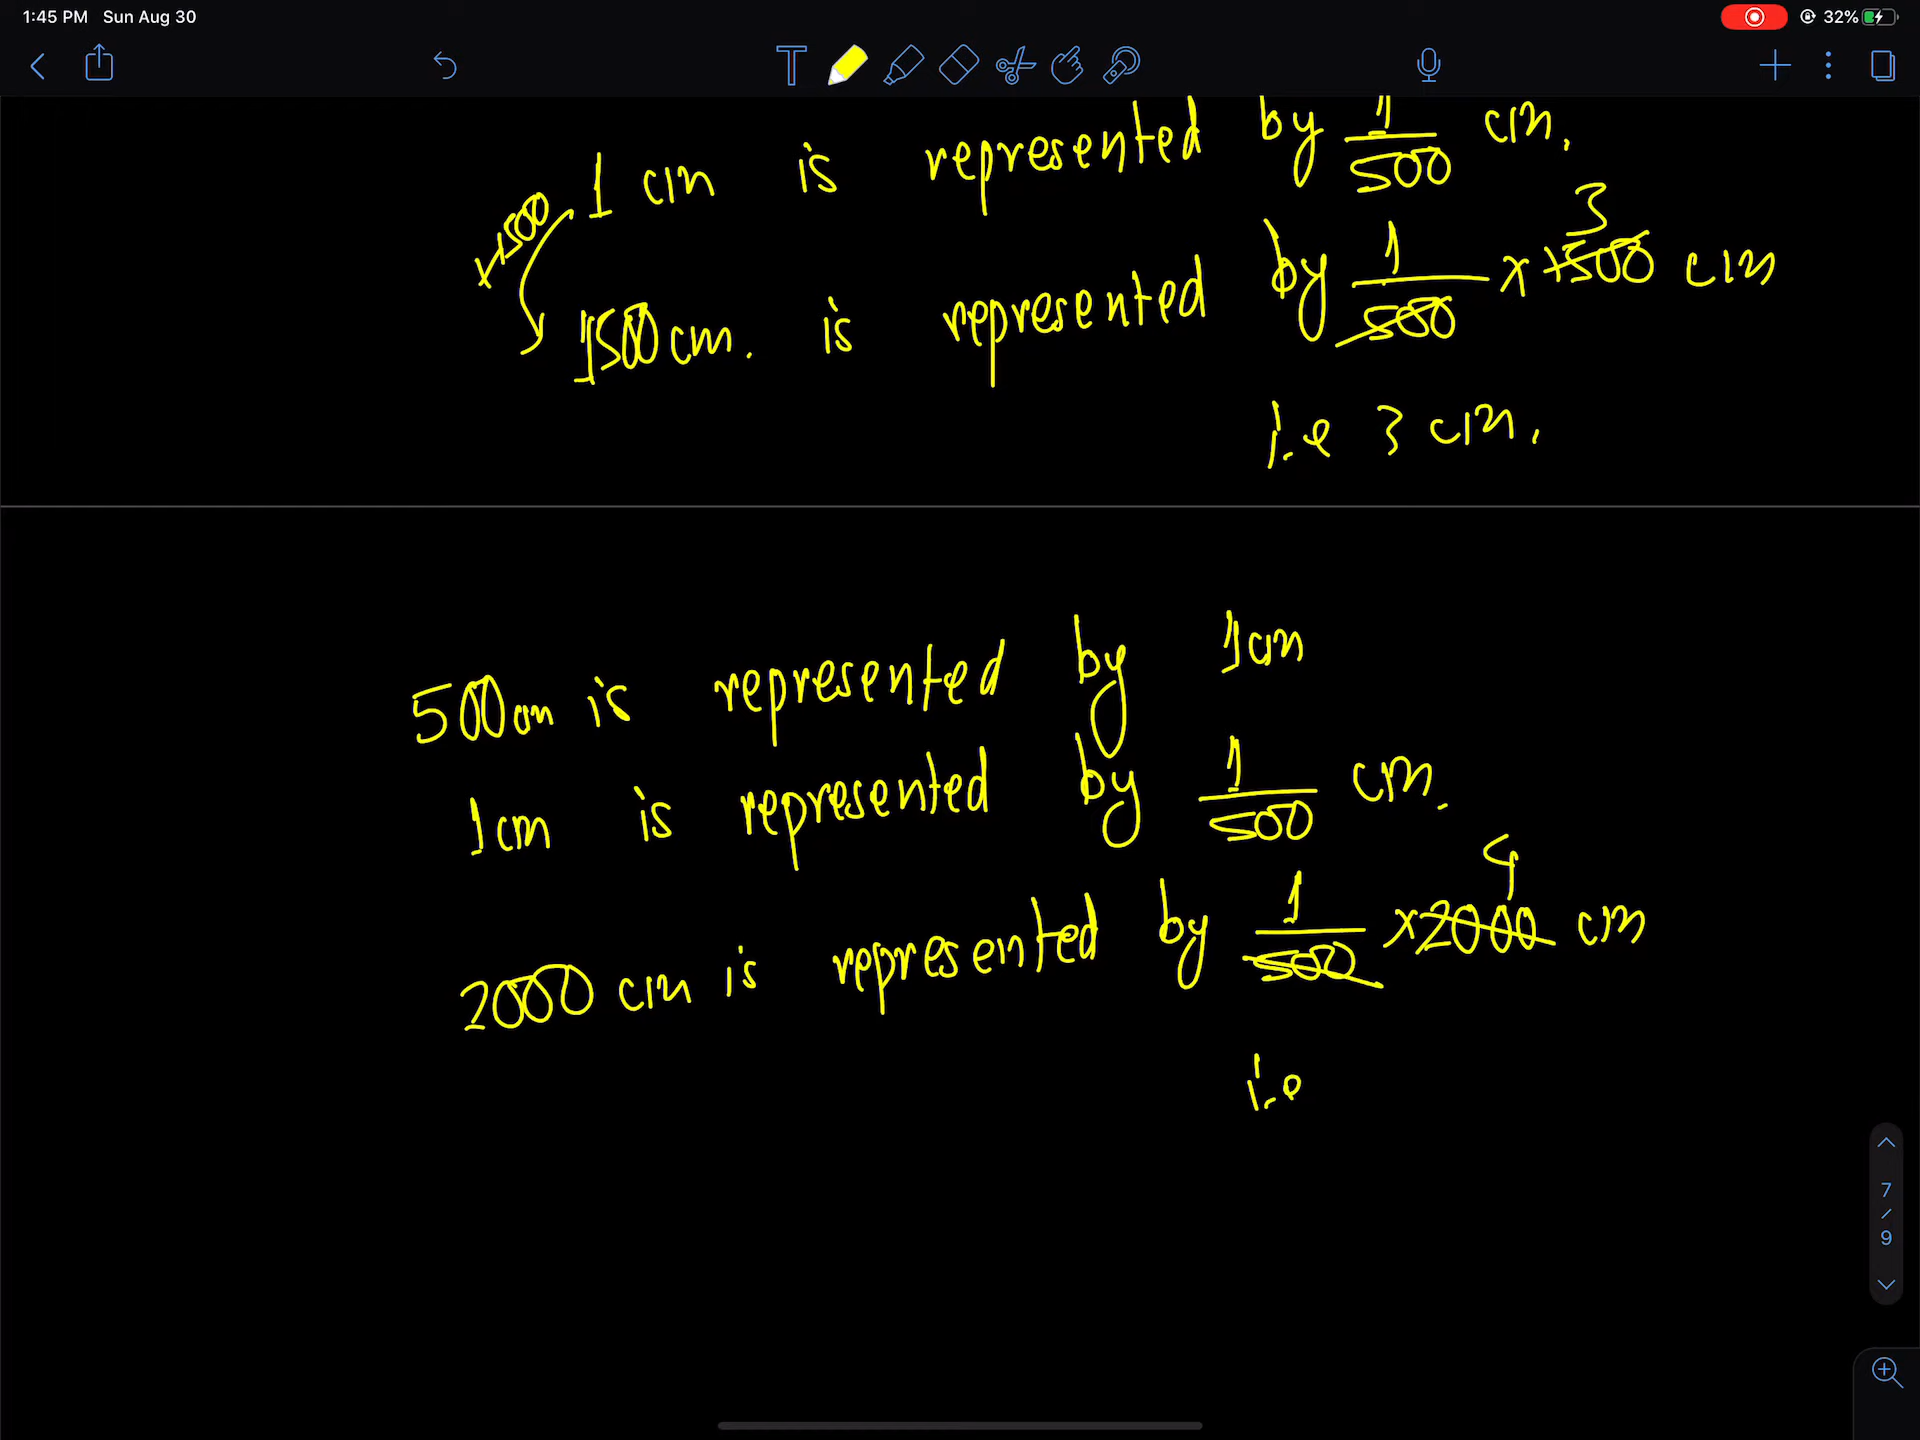 1:45 PM Sun Aug 30
32%
T
1 cm is represented by 1/500 cm.
x1500
3
1500 cm. is represented by 1/500 x 1500 cm
i.e 3 cm.
500cm is represented by 1cm
1cm is represented by 1/500 cm.
4
2000 cm is represented by 1/500 x2000 cm
i.e
7
/
9